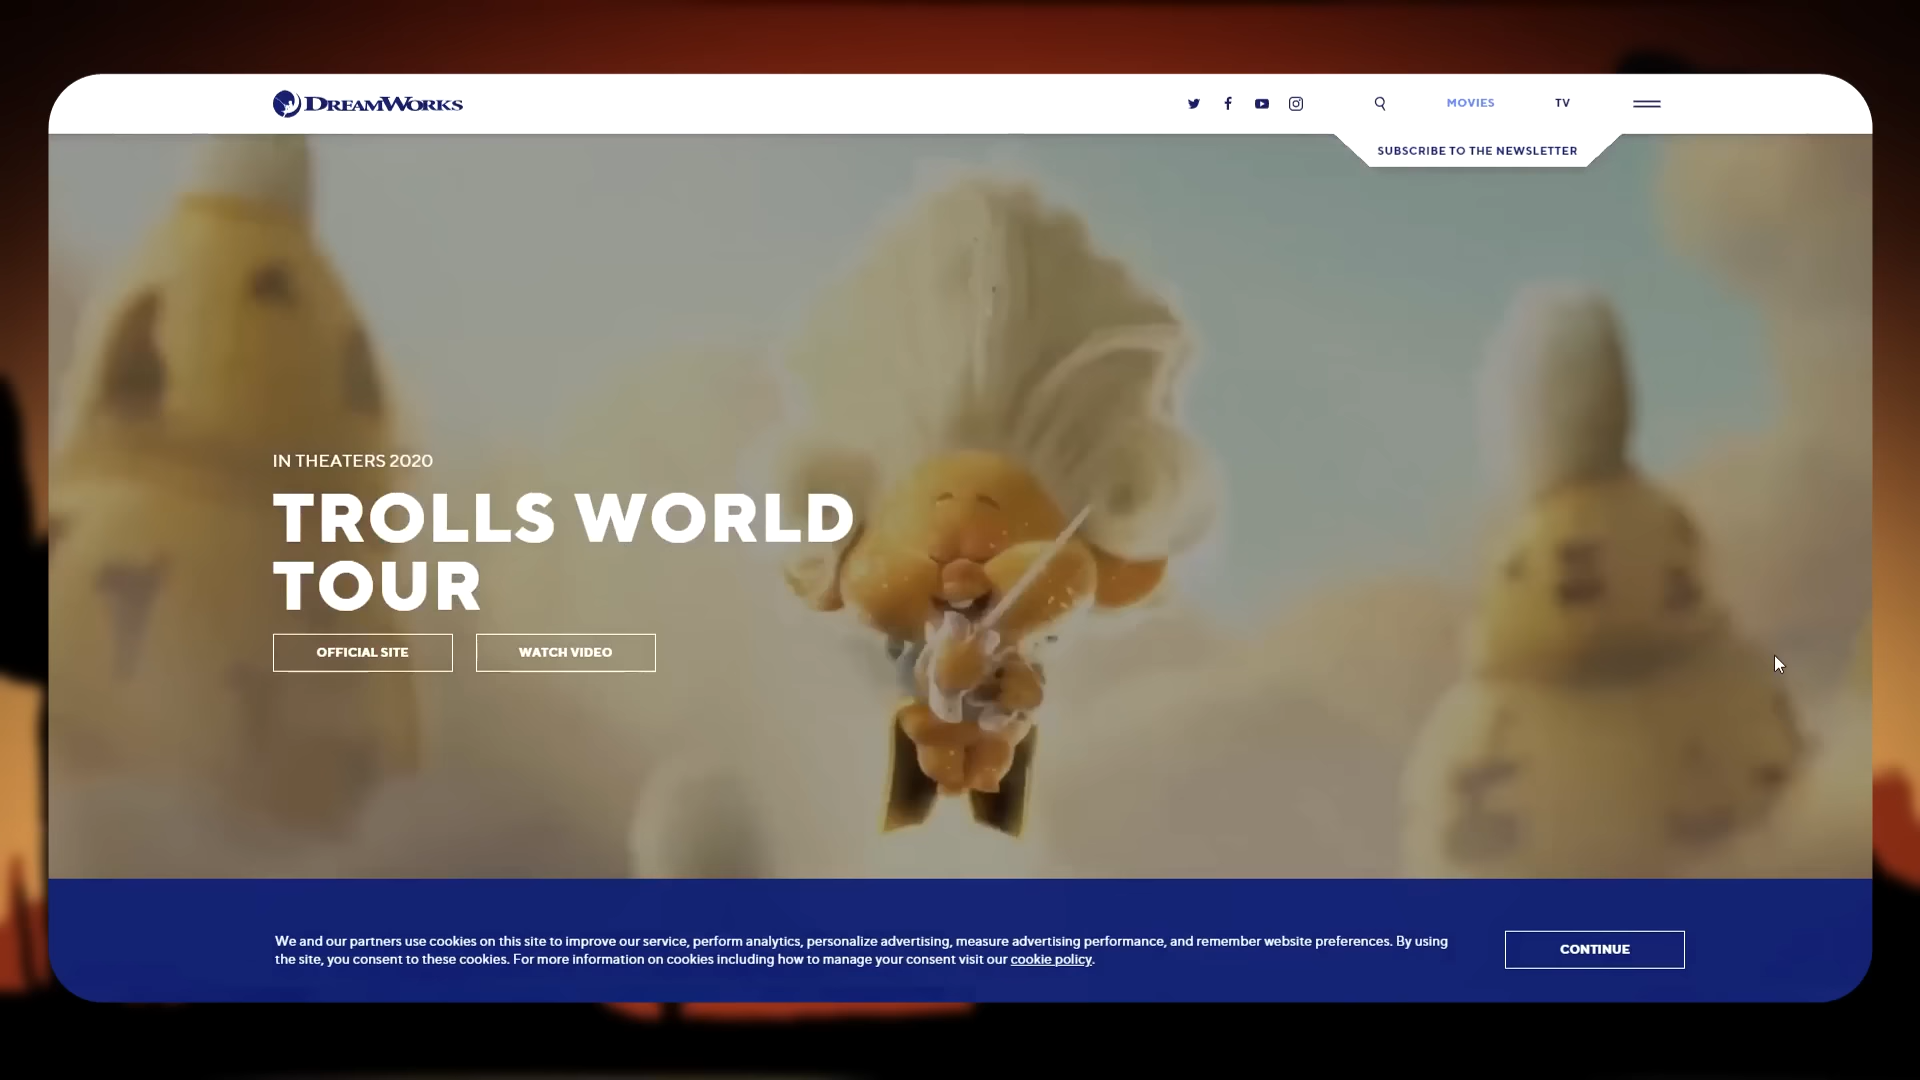 DREAMWORKS
MOVIES
TV
SUBSCRIBE TO THE NEWSLETTER
IN THEATERS 2020
TROLLS WORLD
TOUR
OFFICIAL SITE
WATCH VIDEO
We and our partners use cookies on this site to improve our service, perform analytics, personalize advertising, measure advertising performance, and remember website preferences. By using
the site, you consent to these cookies. For more information on cookies including how to manage your consent visit our cookie policy.
CONTINUE